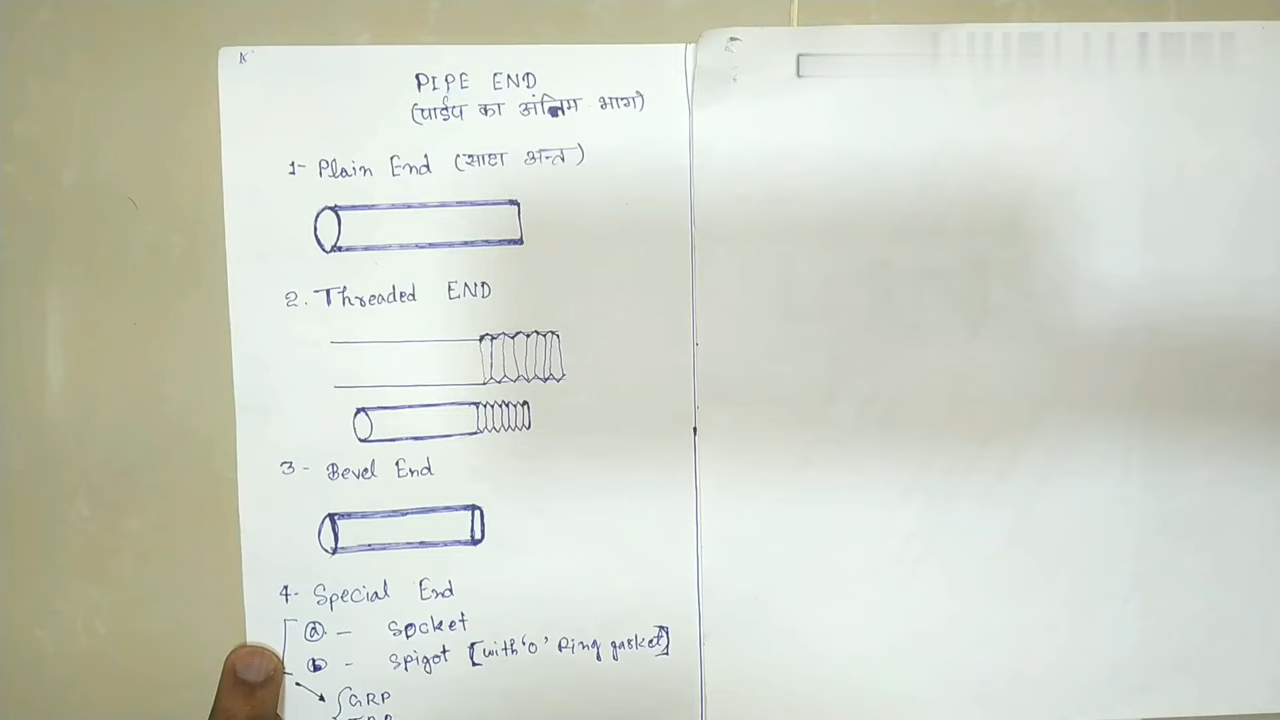 PIPE END
(पाईप का अंतिम भाग)
1- Plain End (सादा अन्त)
2. Threaded END
3 - Bevel End
4- Special End
ⓐ - Socket
ⓑ - Spigot [with 'O' Ring gasket]
GRP